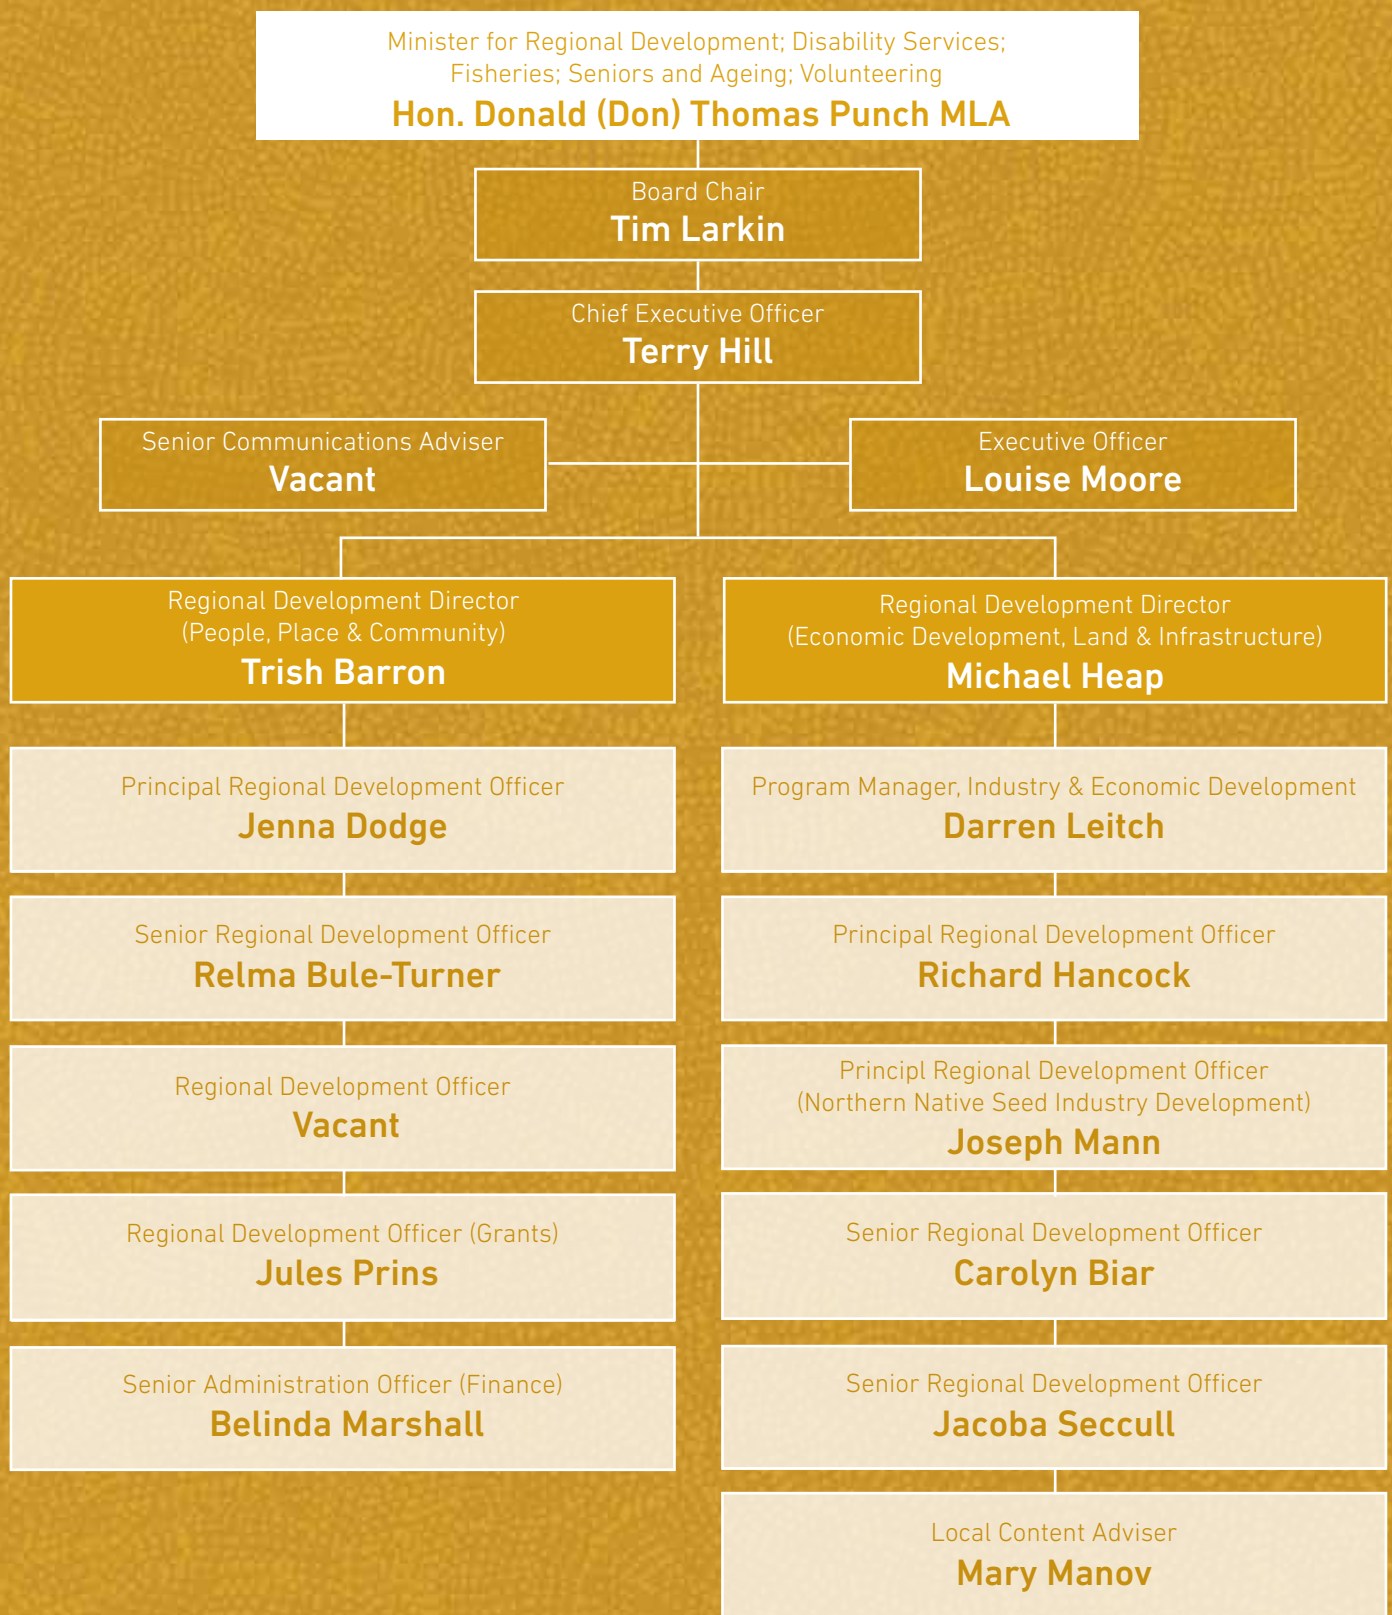 Minister for Regional Development; Disability Services;
Fisheries; Seniors and Ageing; Volunteering
Hon. Donald (Don) Thomas Punch MLA
Board Chair
Tim Larkin
Chief Executive Officer
Terry Hill
Senior Communications Adviser
Vacant
Executive Officer
Louise Moore
Regional Development Director
(People, Place & Community)
Trish Barron
Regional Development Director
(Economic Development, Land & Infrastructure)
Michael Heap
Principal Regional Development Officer
Jenna Dodge
Senior Regional Development Officer
Relma Bule-Turner
Regional Development Officer
Vacant
Regional Development Officer (Grants)
Jules Prins
Senior Administration Officer (Finance)
Belinda Marshall
Program Manager, Industry & Economic Development
Darren Leitch
Principal Regional Development Officer
Richard Hancock
Principl Regional Development Officer
(Northern Native Seed Industry Development)
Joseph Mann
Senior Regional Development Officer
Carolyn Biar
Senior Regional Development Officer
Jacoba Seccull
Local Content Adviser
Mary Manov